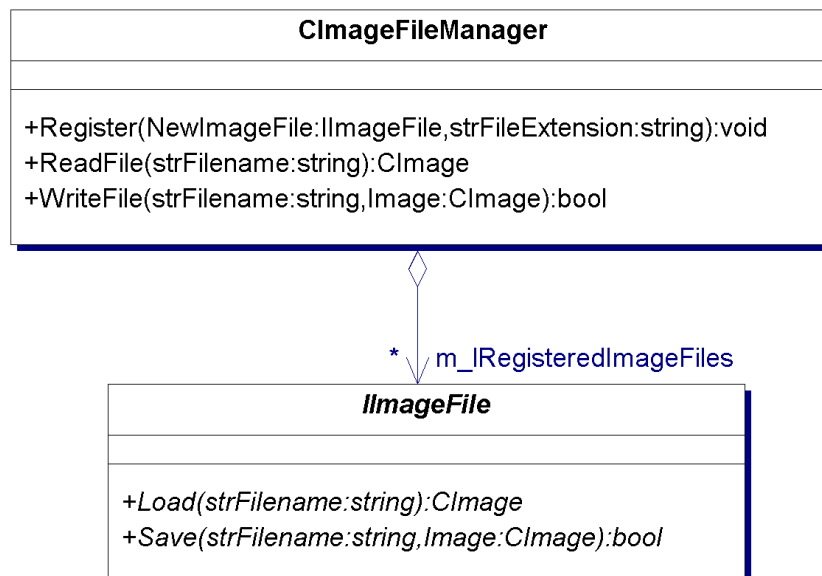 CImageFileManager
+Register(NewImageFile:IImageFile,strFileExtension:string):void
+ReadFile(strFilename:string):CImage
+WriteFile(strFilename:string,Image:CImage):bool
* m_lRegisteredImageFiles
IImageFile
+Load(strFilename:string):CImage
+Save(strFilename:string,Image:CImage):bool